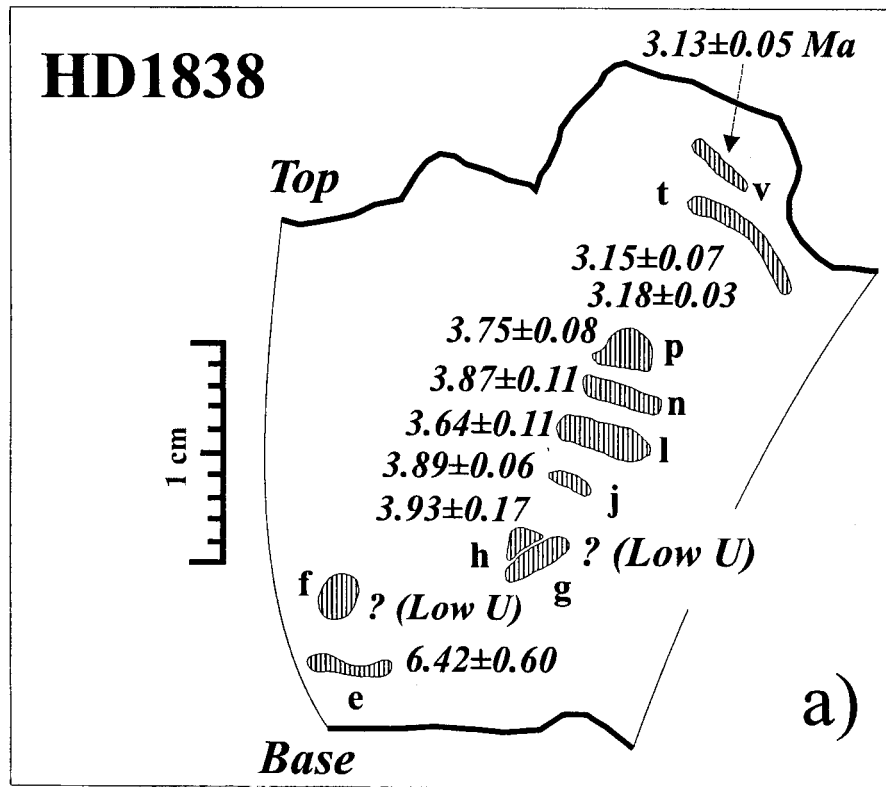 3.13±0.05 Ma
HD1838
Top
v
t
3.15±0.07
3.18±0.03
3.75±0.08
p
3.87±0.11
n
3.64±0.11
l
3.89±0.06
j
3.93±0.17
h
? (Low U)
g
f
? (Low U)
6.42±0.60
e
1 cm
a)
Base